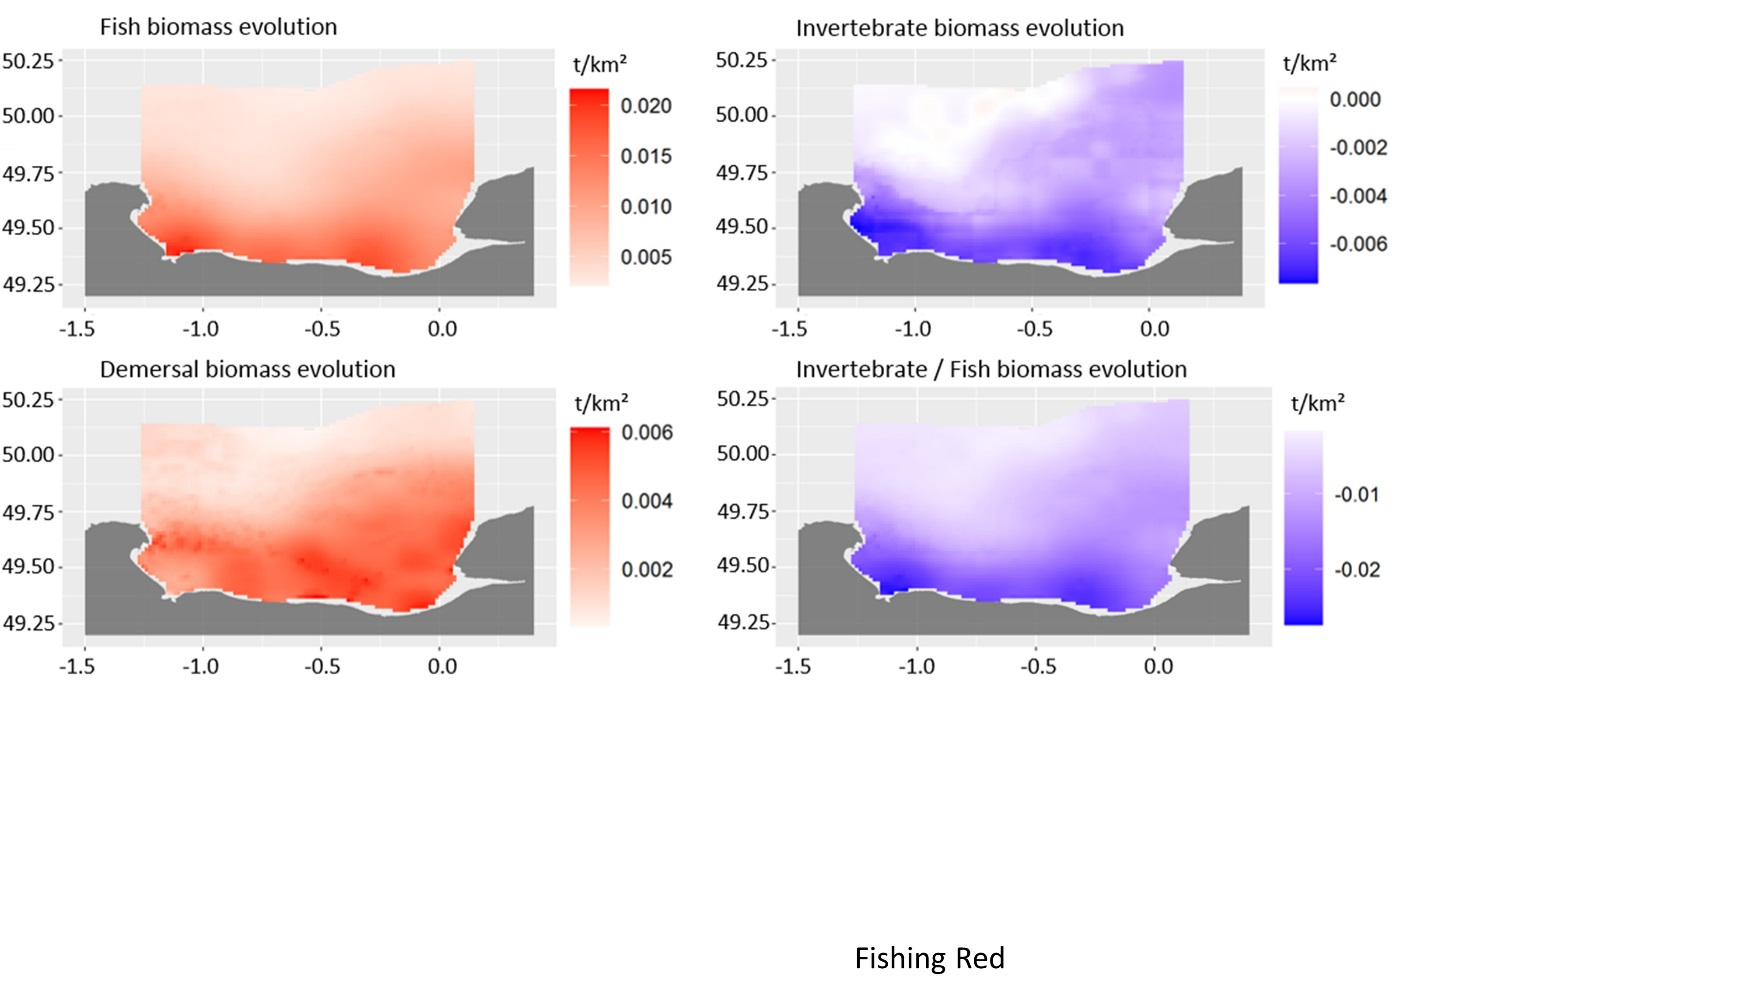 Fish biomass evolution
t/km²
50.25
50.00
49.75
49.50
49.25
-1.5 -1.0 -0.5 0.0
0.020
0.015
0.010
0.005
Invertebrate biomass evolution
t/km²
50.25
50.00
49.75
49.50
49.25
-1.5 -1.0 -0.5 0.0
0.000
-0.002
-0.004
-0.006
Demersal biomass evolution
t/km²
50.25
50.00
49.75
49.50
49.25
-1.5 -1.0 -0.5 0.0
0.006
0.004
0.002
Invertebrate / Fish biomass evolution
t/km²
50.25
50.00
49.75
49.50
49.25
-1.5 -1.0 -0.5 0.0
-0.01
-0.02
Fishing Red